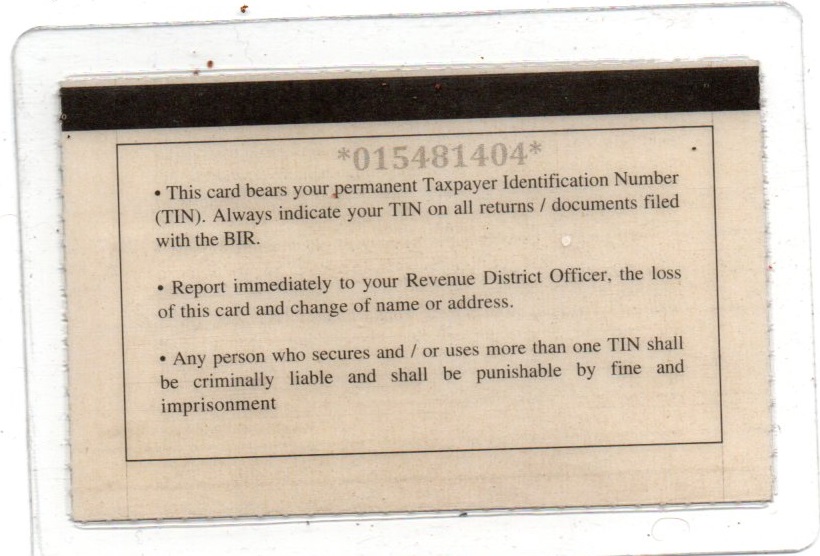 *015481404*
• This card bears your permanent Taxpayer Identification Number
(TIN). Always indicate your TIN on all returns / documents filed
with the BIR.
• Report immediately to your Revenue District Officer, the loss
of this card and change of name or address.
• Any person who secures and / or uses more than one TIN shall
be criminally liable and shall be punishable by fine and
imprisonment